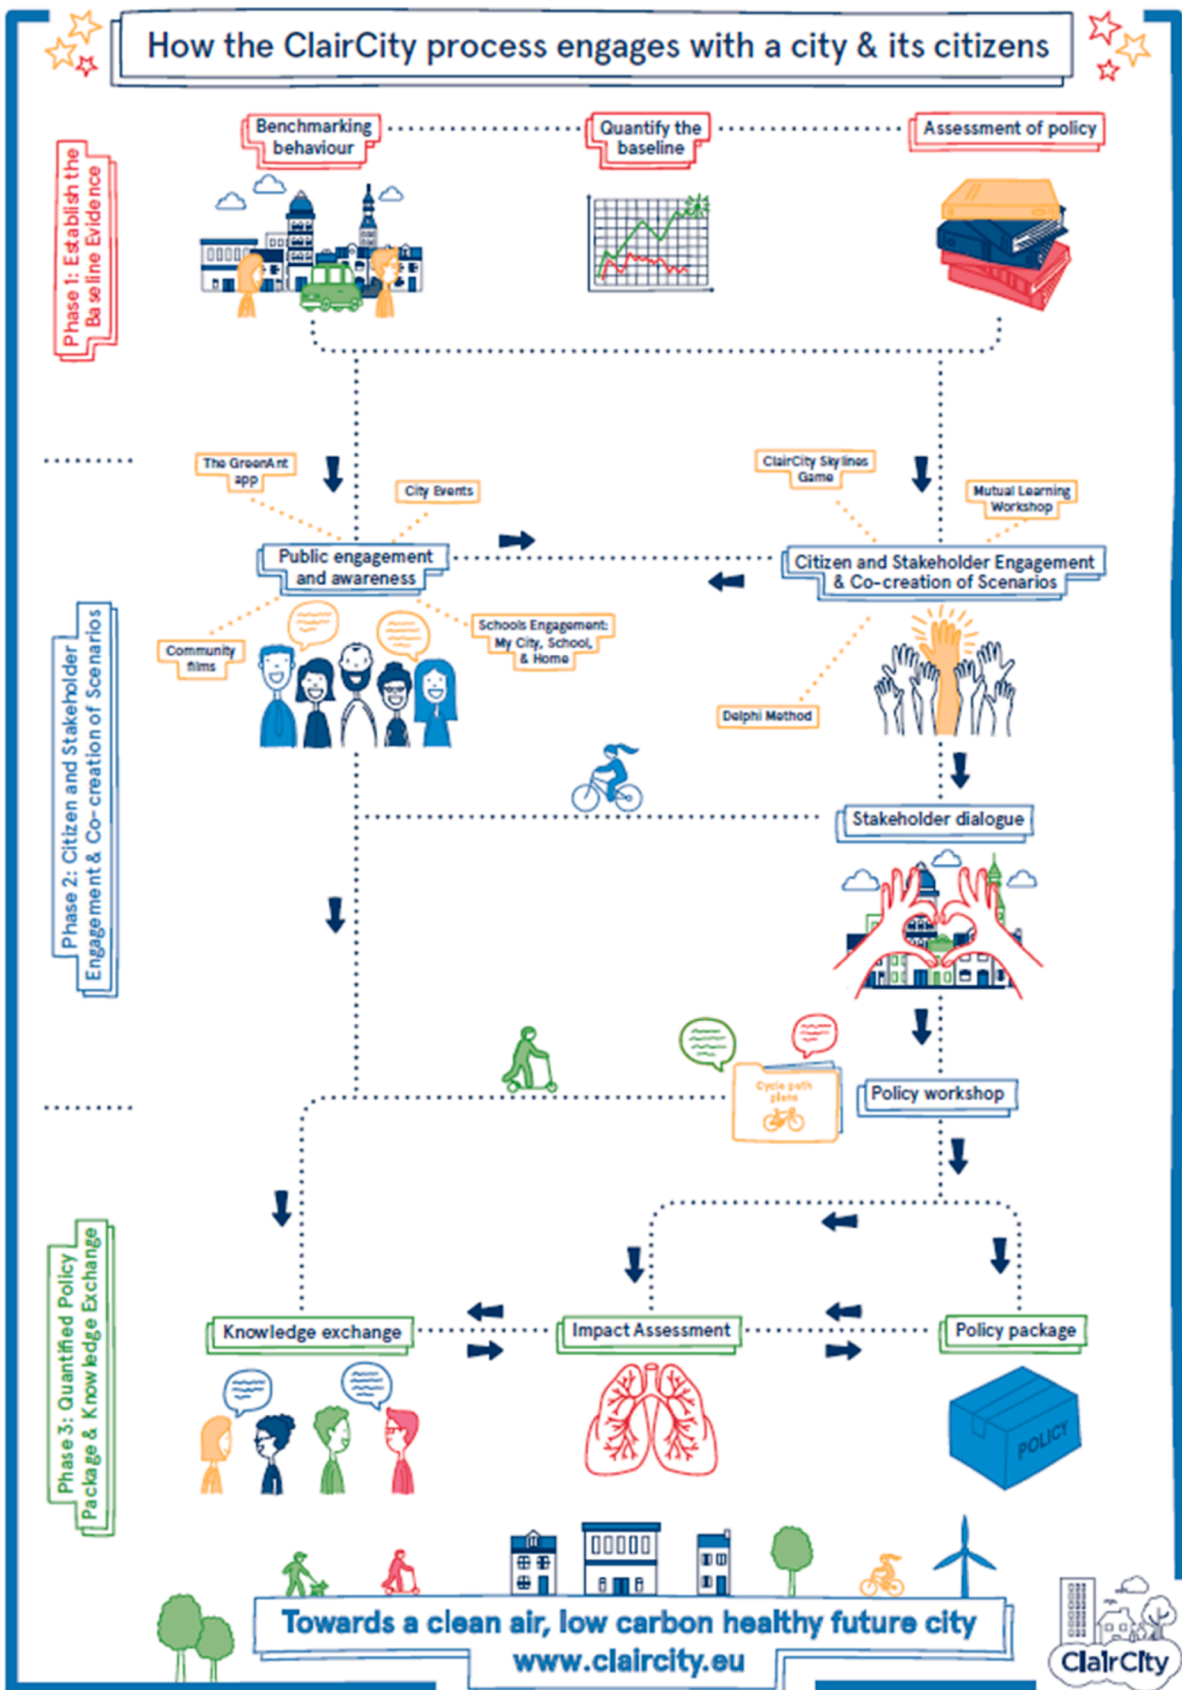 How the ClairCity process engages with a city & its citizens
Phase 1: Establish the
Baseline Evidence
Benchmarking
behaviour
Quantify the
baseline
Assessment of policy
Phase 2: Citizen and Stakeholder
Engagement & Co-creation of Scenarios
The GreenAnt
app
City Events
Public engagement
and awareness
Community
films
Schools Engagement:
My City, School,
& Home
ClairCity Skylines
Game
Mutual Learning
Workshop
Citizen and Stakeholder Engagement
& Co-creation of Scenarios
Delphi Method
Stakeholder dialogue
Cycle path
plans
Policy workshop
Phase 3: Quantified Policy
Package & Knowledge Exchange
Knowledge exchange
Impact Assessment
Policy package
POLICY
Towards a clean air, low carbon healthy future city
www.claircity.eu
ClairCity